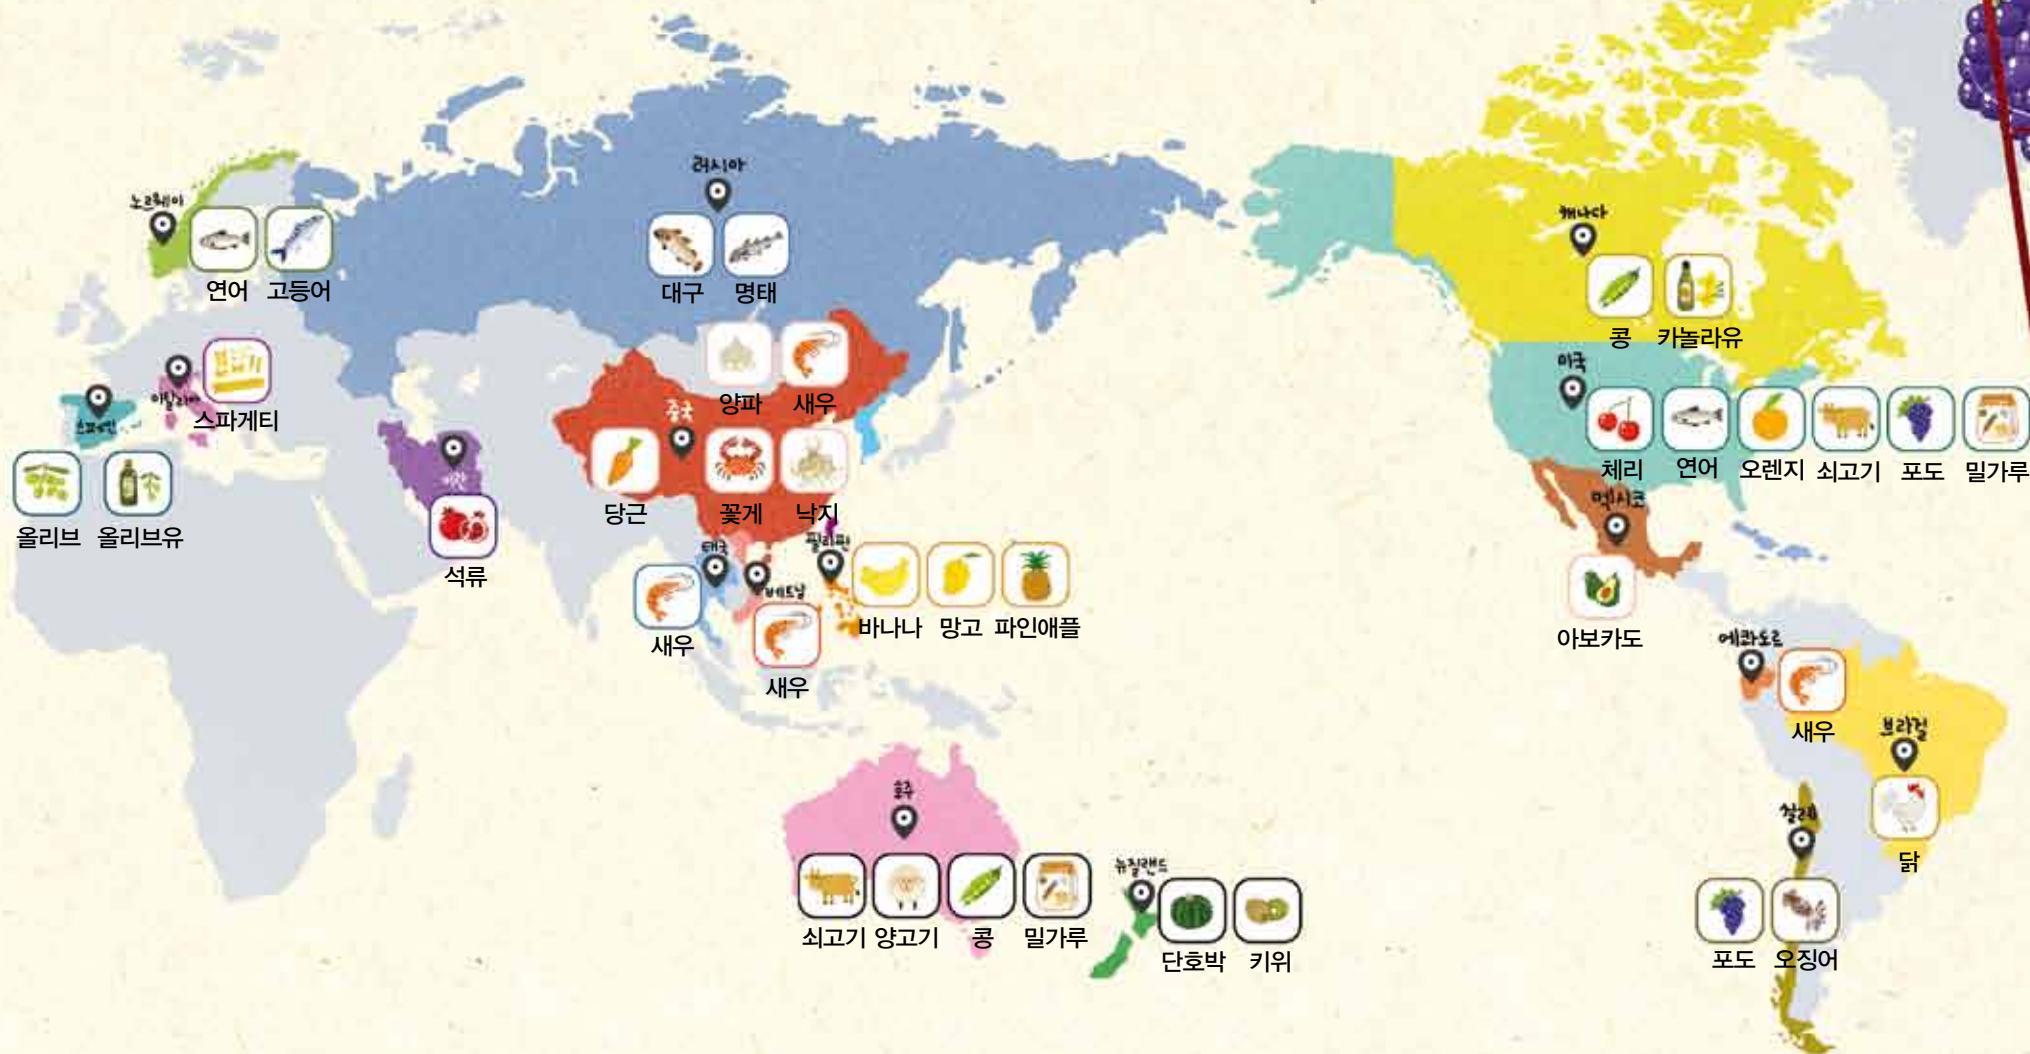 러시아
대구 명태
노르웨이
연어 고등어
이탈리아
스파게티
스페인
올리브 올리브유
이란
석류
중국
양파 새우
당근 꽃게 낙지
태국
새우
베트남
새우
필리핀
바나나 망고 파인애플
호주
쇠고기 양고기 콩 밀가루
뉴질랜드
단호박 키위
캐나다
콩 카놀라유
미국
체리 연어 오렌지 쇠고기 포도 밀가루
멕시코
아보카도
에콰도르
새우
브라질
닭
칠레
포도 오징어